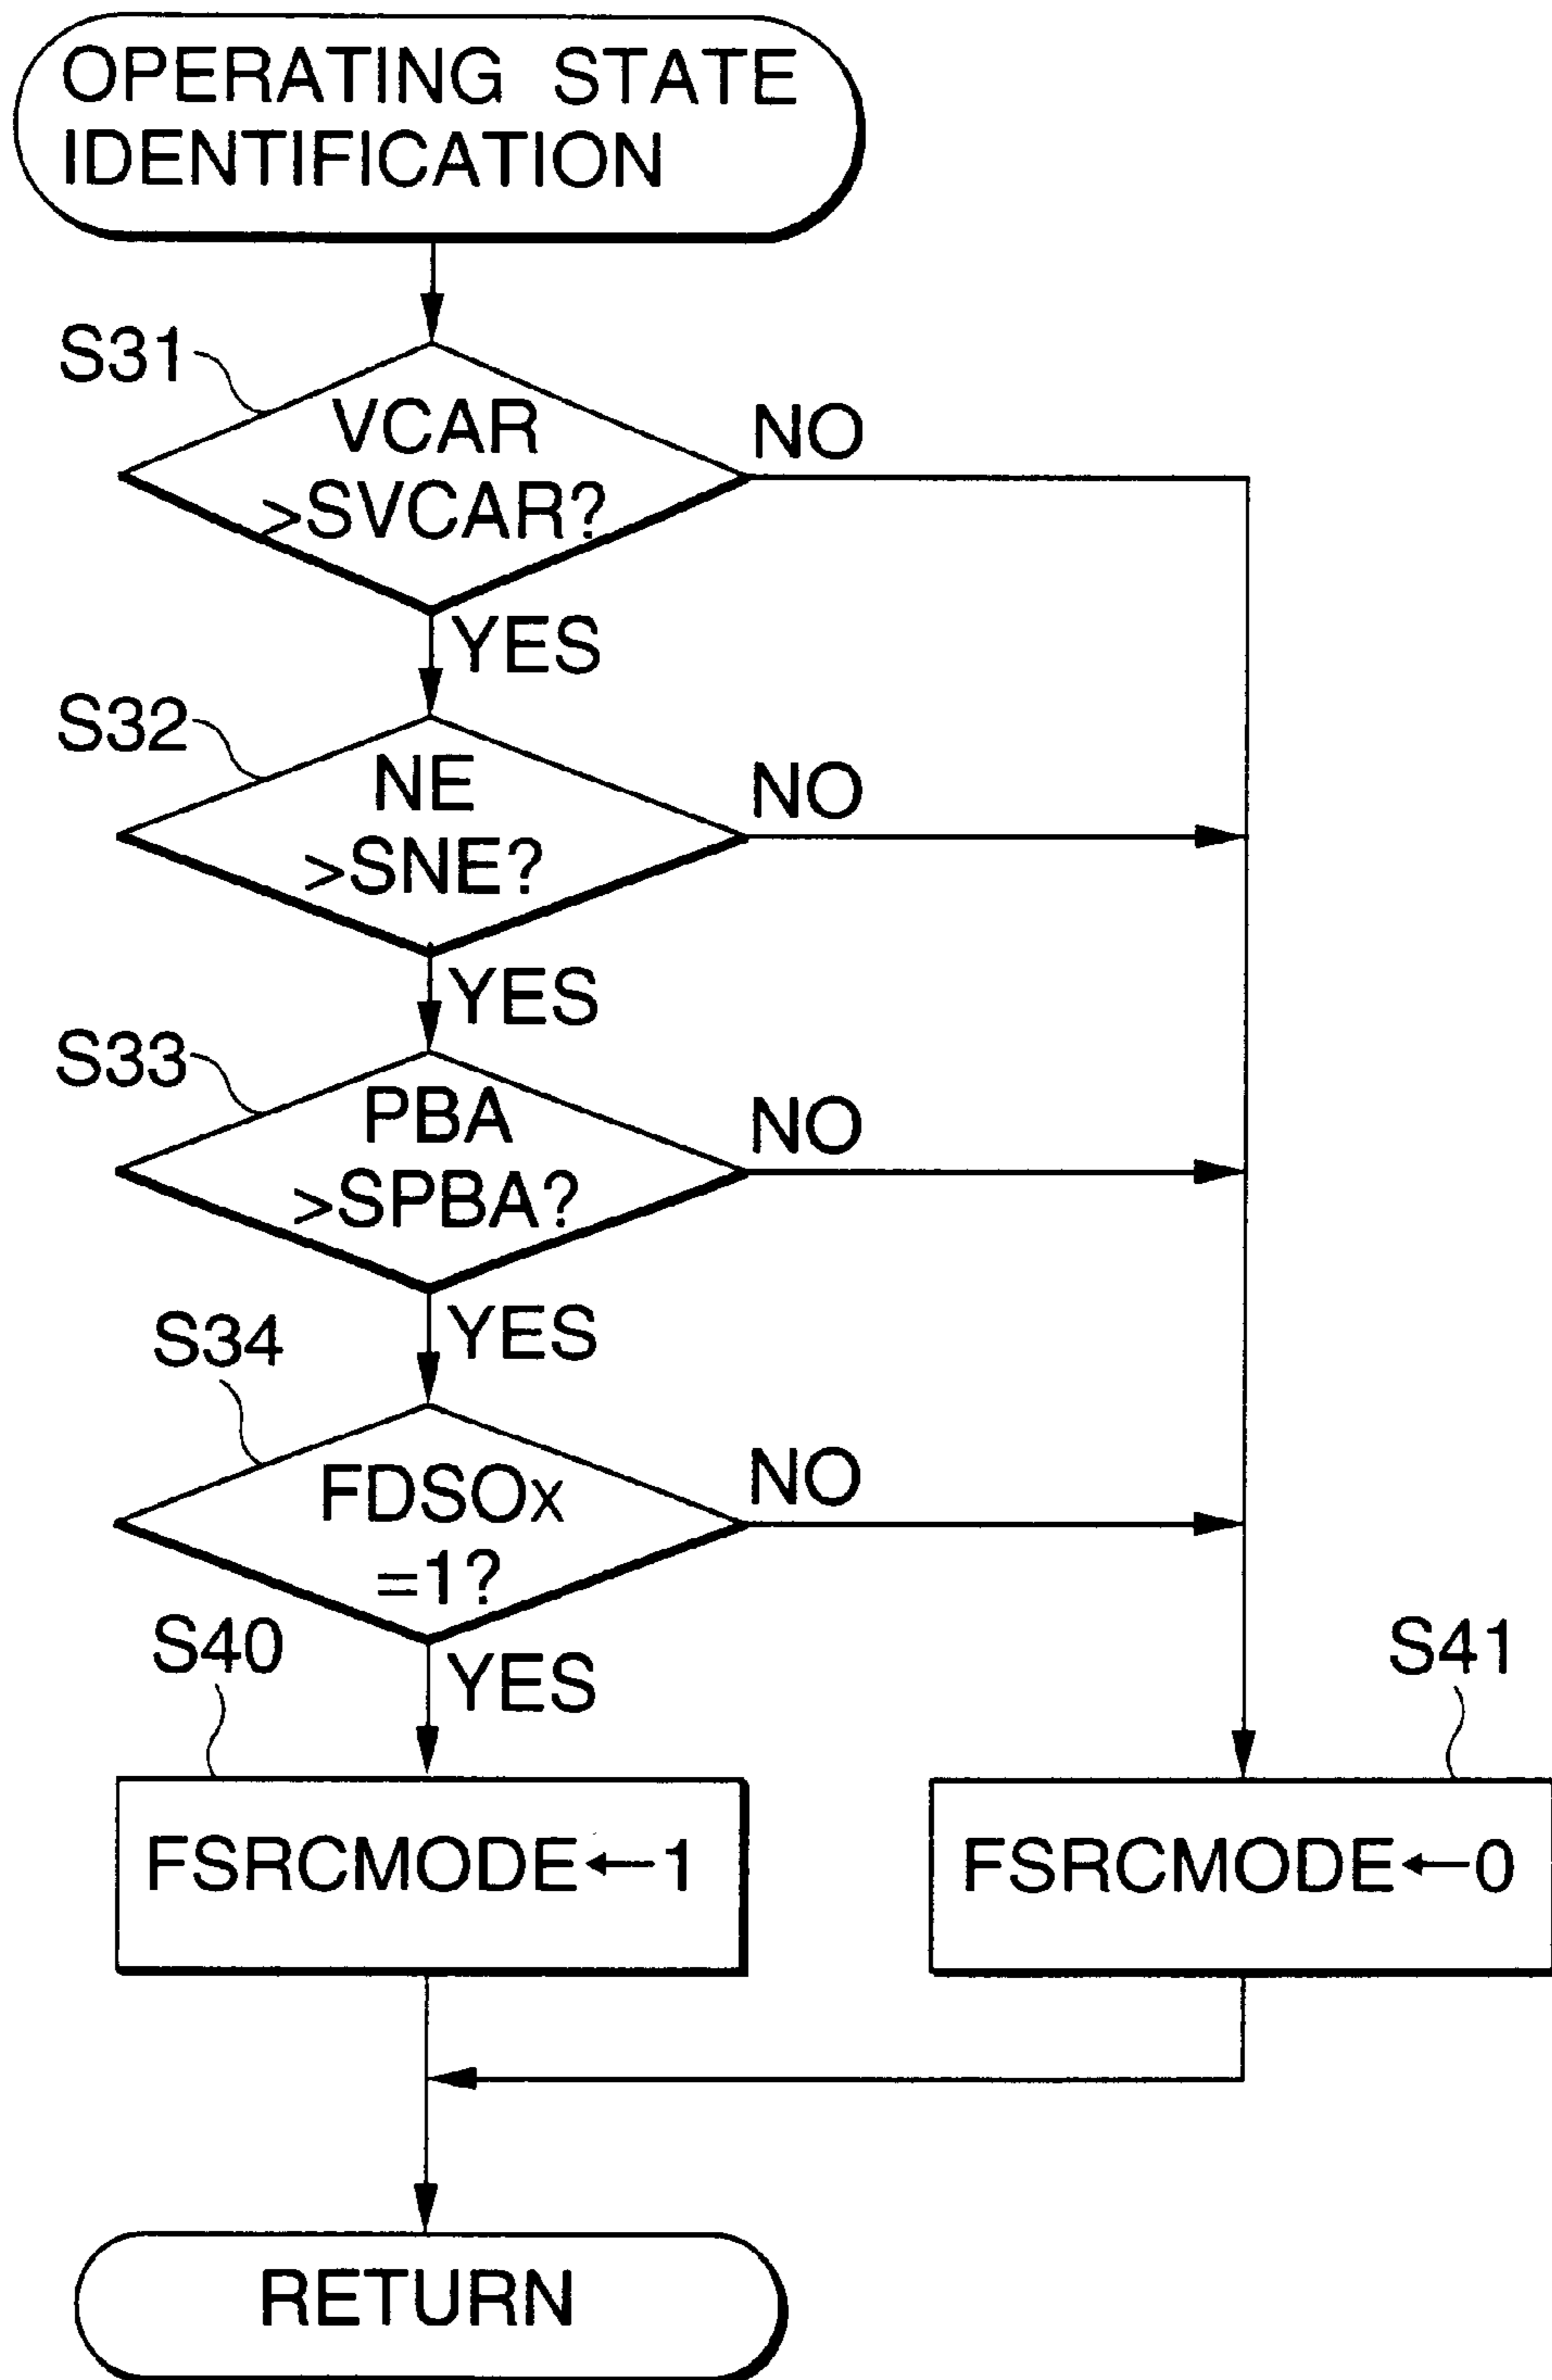 OPERATING STATE
IDENTIFICATION
S31
VCAR
>SVCAR?
NO
YES
S32
NE
>SNE?
NO
YES
S33
PBA
>SPBA?
NO
YES
S34
FDSOx
=1?
NO
YES
S40
FSRCMODE←1
S41
FSRCMODE←0
RETURN